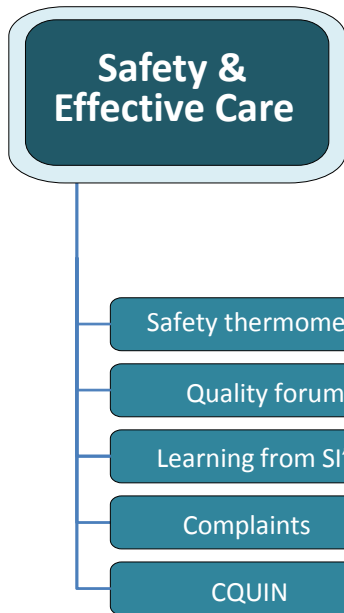 Safety &
Effective Care
Safety thermome
Quality forum
Learning from SI'
Complaints
CQUIN